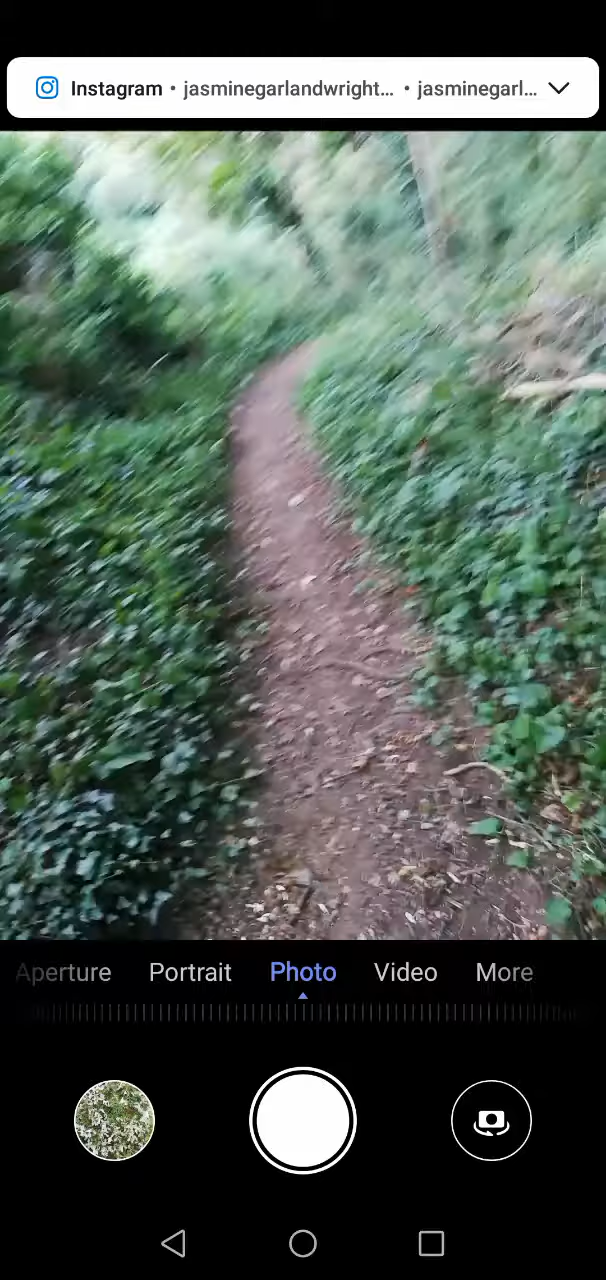 Instagram • jasminegarlandwright... • jasminegarl...
Aperture Portrait Photo Video More